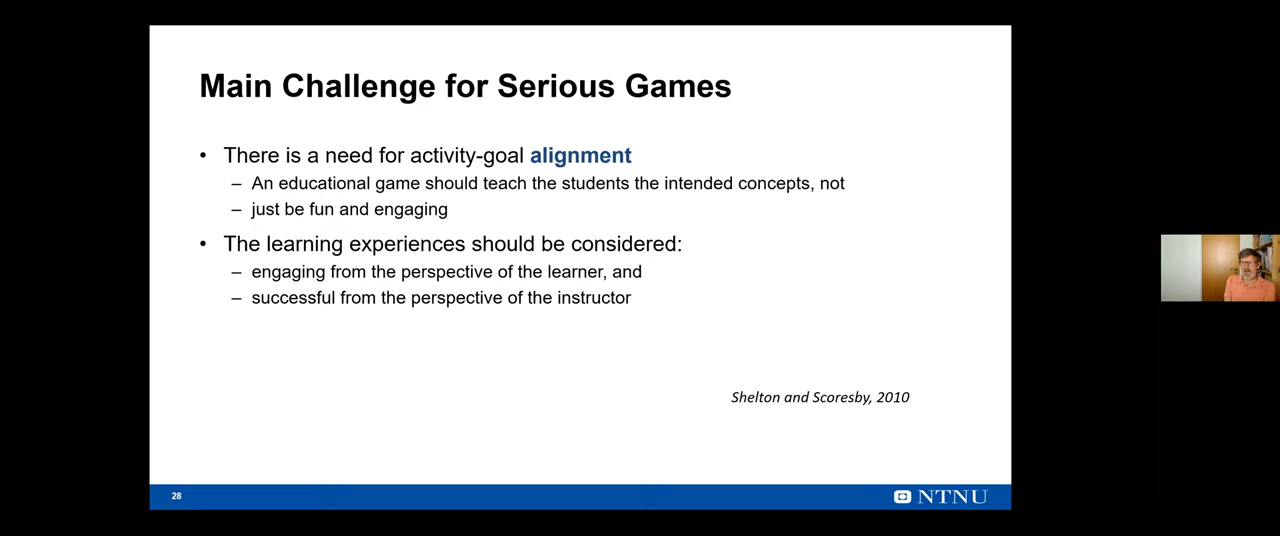 Main Challenge for Serious Games
• There is a need for activity-goal alignment
– An educational game should teach the students the intended concepts, not
– just be fun and engaging
• The learning experiences should be considered:
– engaging from the perspective of the learner, and
– successful from the perspective of the instructor
Shelton and Scoresby, 2010
28
NTNU